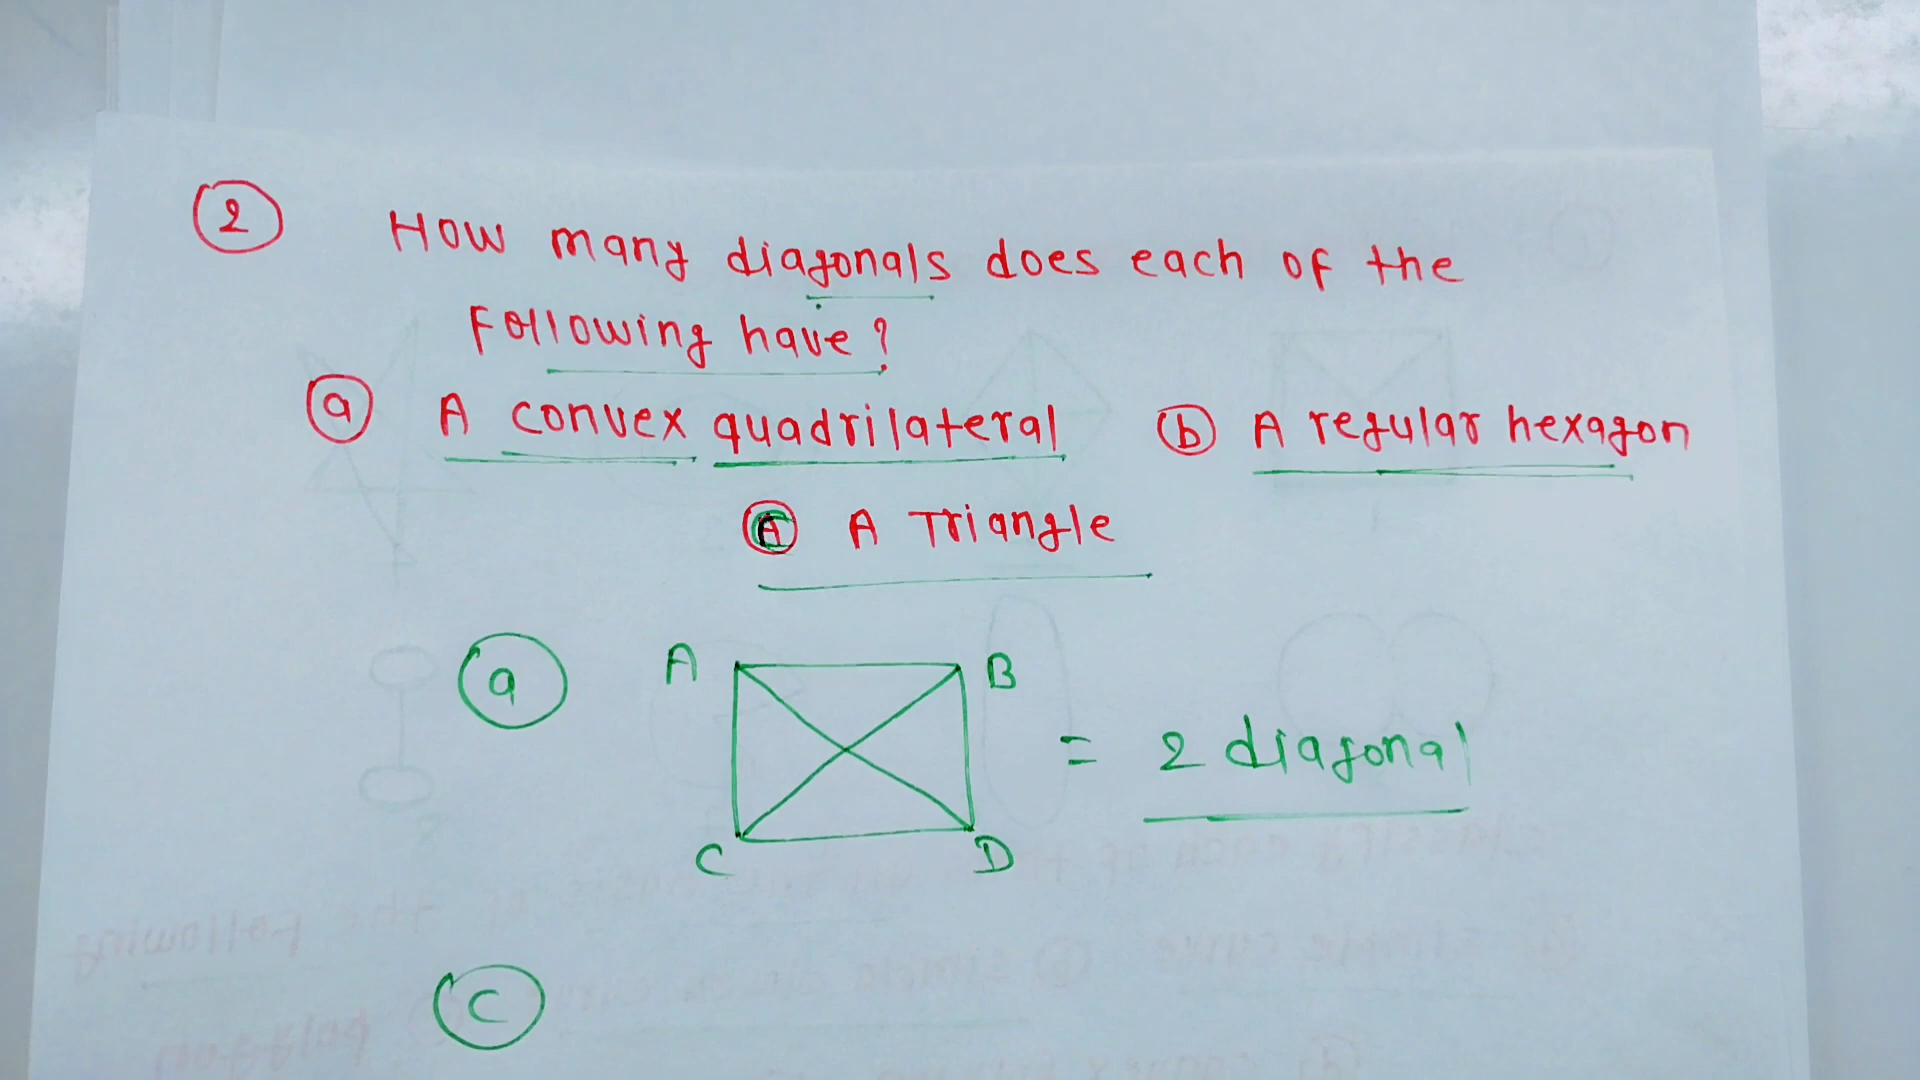 2 How many diagonals does each of the
following have?
a A convex quadrilateral b A regular hexagon
C A Triangle
a A B
= 2 diagonal
C D
C